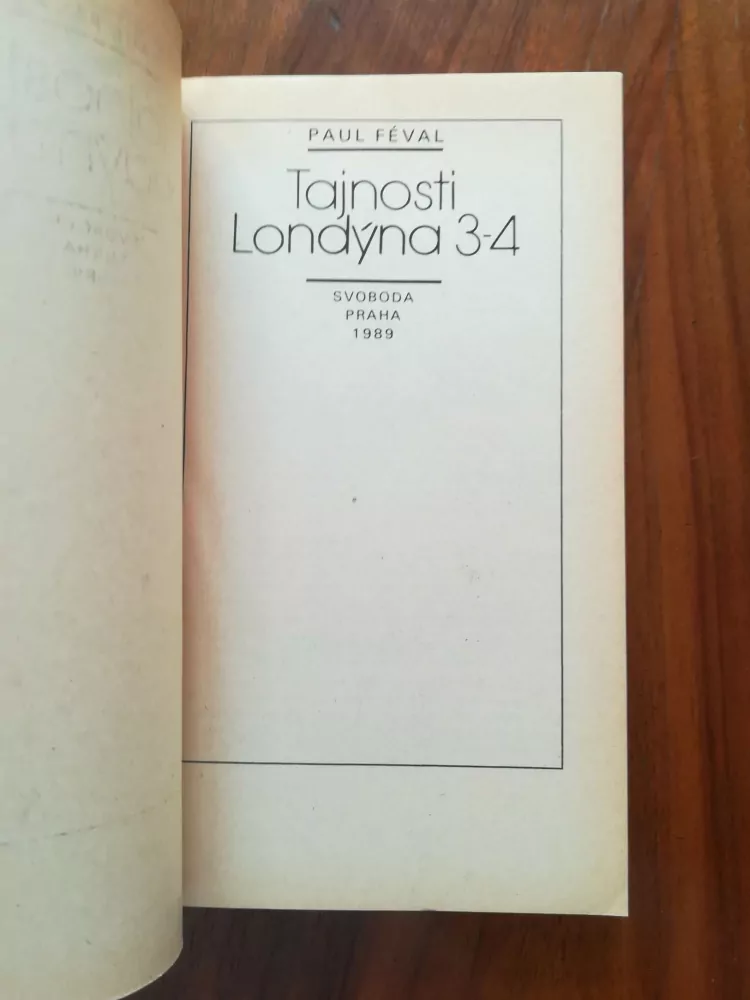 PAUL FÉVAL
Tajnosti
Londýna 3-4
SVOBODA
PRAHA
1989